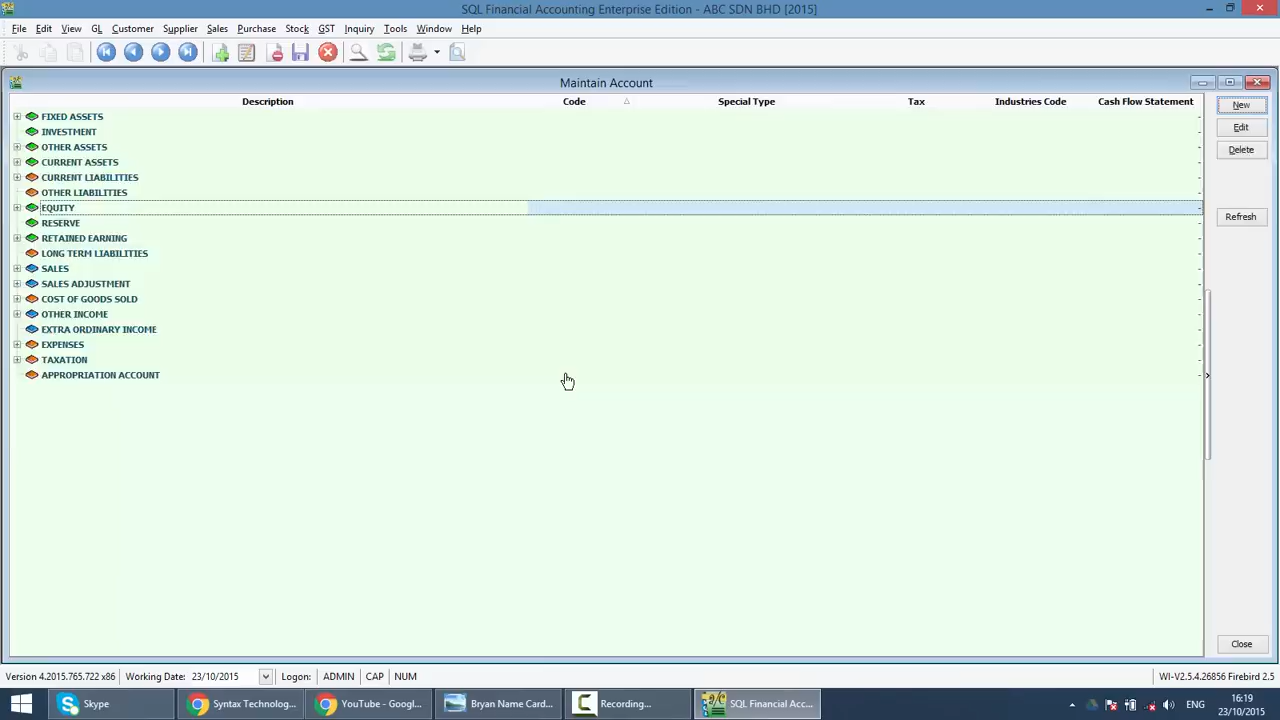 SQL Financial Accounting Enterprise Edition - ABC SDN BHD [2015]
File Edit View GL Customer Supplier Sales Purchase Stock GST Inquiry Tools Window Help
Maintain Account
Description Code Special Type Tax Industries Code Cash Flow Statement
FIXED ASSETS -
INVESTMENT -
OTHER ASSETS -
CURRENT ASSETS -
CURRENT LIABILITIES -
OTHER LIABILITIES -
EQUITY -
RESERVE -
RETAINED EARNING -
LONG TERM LIABILITIES -
SALES -
SALES ADJUSTMENT -
COST OF GOODS SOLD -
OTHER INCOME -
EXTRA ORDINARY INCOME -
EXPENSES -
TAXATION -
APPROPRIATION ACCOUNT -
New
Edit
Delete
Refresh
Close
Version 4.2015.765.722 x86 Working Date: 23/10/2015 Logon: ADMIN CAP NUM WI-V2.5.4.26856 Firebird 2.5
Skype Syntax Technolog... YouTube - Googl... Bryan Name Card... Recording... SQL Financial Acc... ENG 16:19
23/10/2015